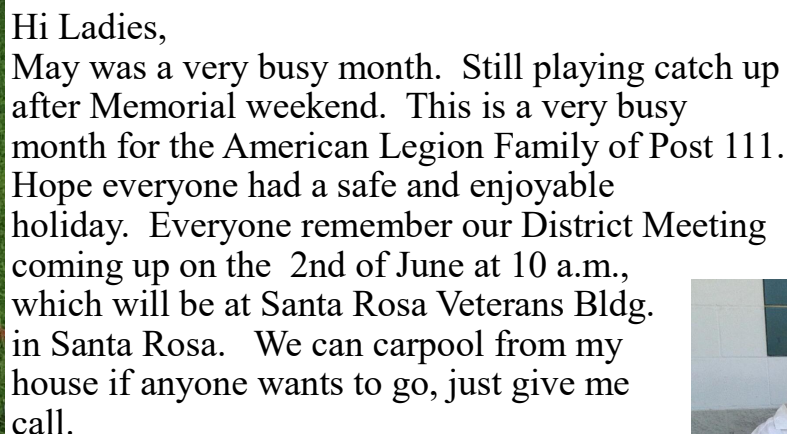 Hi Ladies,
May was a very busy month.  Still playing catch up
after Memorial weekend.  This is a very busy
month for the American Legion Family of Post 111.
Hope everyone had a safe and enjoyable
holiday.  Everyone remember our District Meeting
coming up on the  2nd of June at 10 a.m.,
which will be at Santa Rosa Veterans Bldg.
in Santa Rosa.   We can carpool from my
house if anyone wants to go, just give me
call.